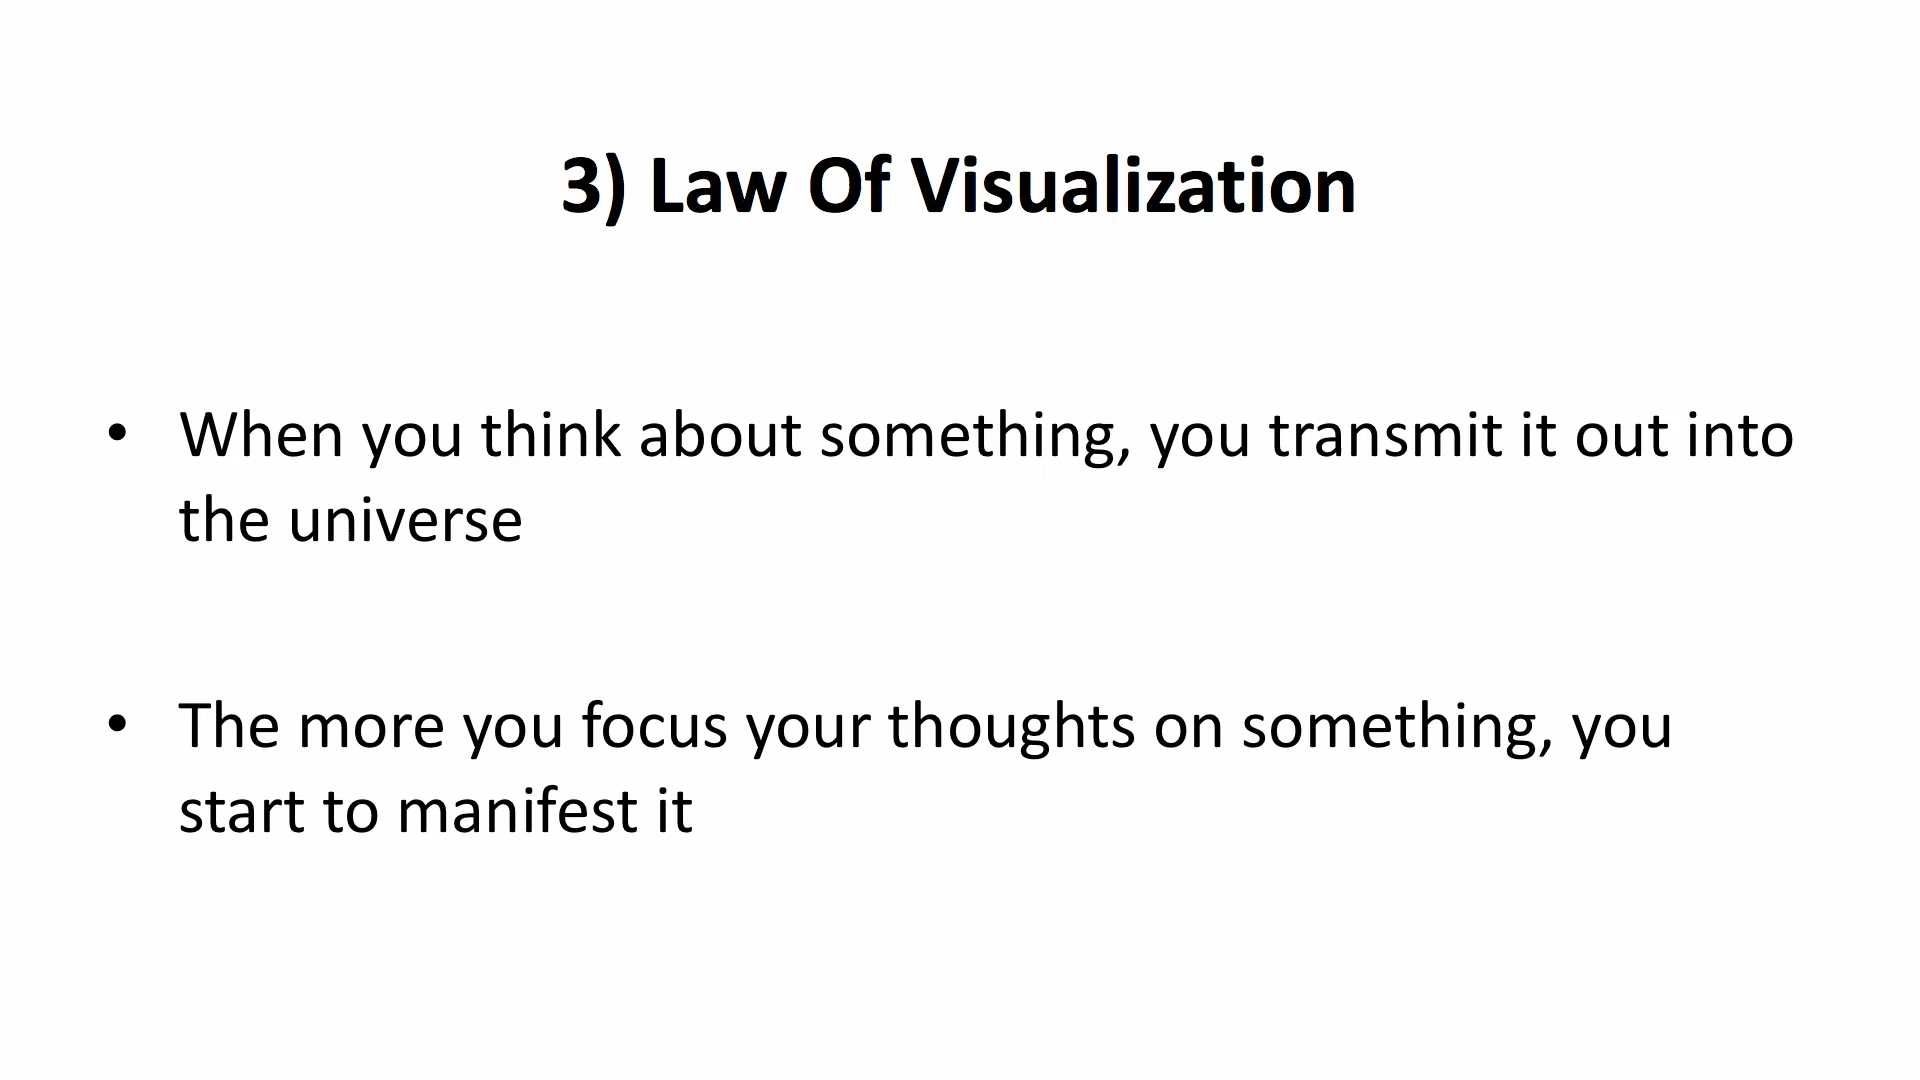 3) Law Of Visualization
• When you think about something, you transmit it out into
the universe
• The more you focus your thoughts on something, you
start to manifest it